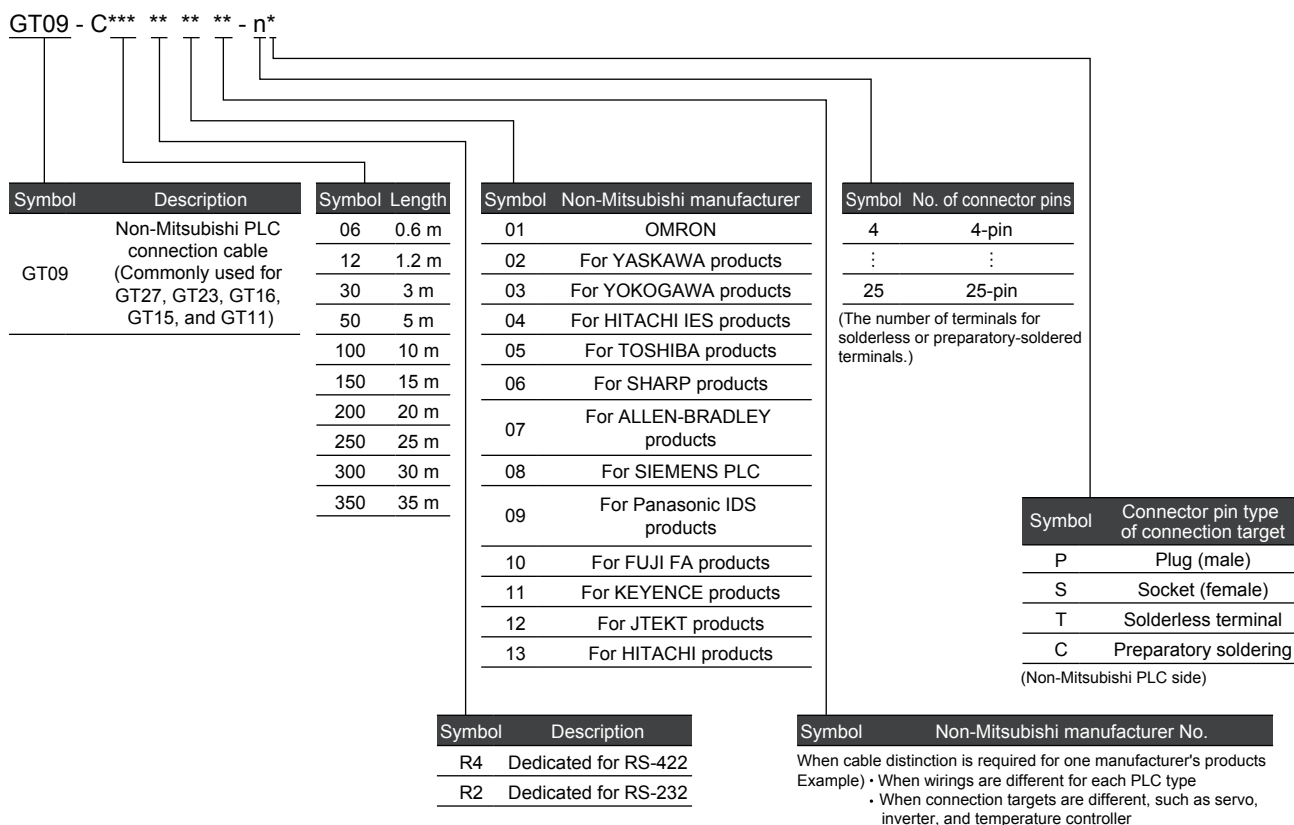 GT09 - C*** ** ** ** - n*
Symbol Description
GT09
Non-Mitsubishi PLC
connection cable
(Commonly used for
GT27, GT23, GT16,
GT15, and GT11)
Symbol Length
06 0.6 m
12 1.2 m
30 3 m
50 5 m
100 10 m
150 15 m
200 20 m
250 25 m
300 30 m
350 35 m
Symbol Non-Mitsubishi manufacturer
01 OMRON
02 For YASKAWA products
03 For YOKOGAWA products
04 For HITACHI IES products
05 For TOSHIBA products
06 For SHARP products
07 For ALLEN-BRADLEY
products
08 For SIEMENS PLC
09 For Panasonic IDS
products
10 For FUJI FA products
11 For KEYENCE products
12 For JTEKT products
13 For HITACHI products
Symbol No. of connector pins
4 4-pin
⋮ ⋮
25 25-pin
(The number of terminals for
solderless or preparatory-soldered
terminals.)
Symbol Connector pin type
of connection target
P Plug (male)
S Socket (female)
T Solderless terminal
C Preparatory soldering
(Non-Mitsubishi PLC side)
Symbol Description
R4 Dedicated for RS-422
R2 Dedicated for RS-232
Symbol Non-Mitsubishi manufacturer No.
When cable distinction is required for one manufacturer's products
Example) • When wirings are different for each PLC type
• When connection targets are different, such as servo,
inverter, and temperature controller